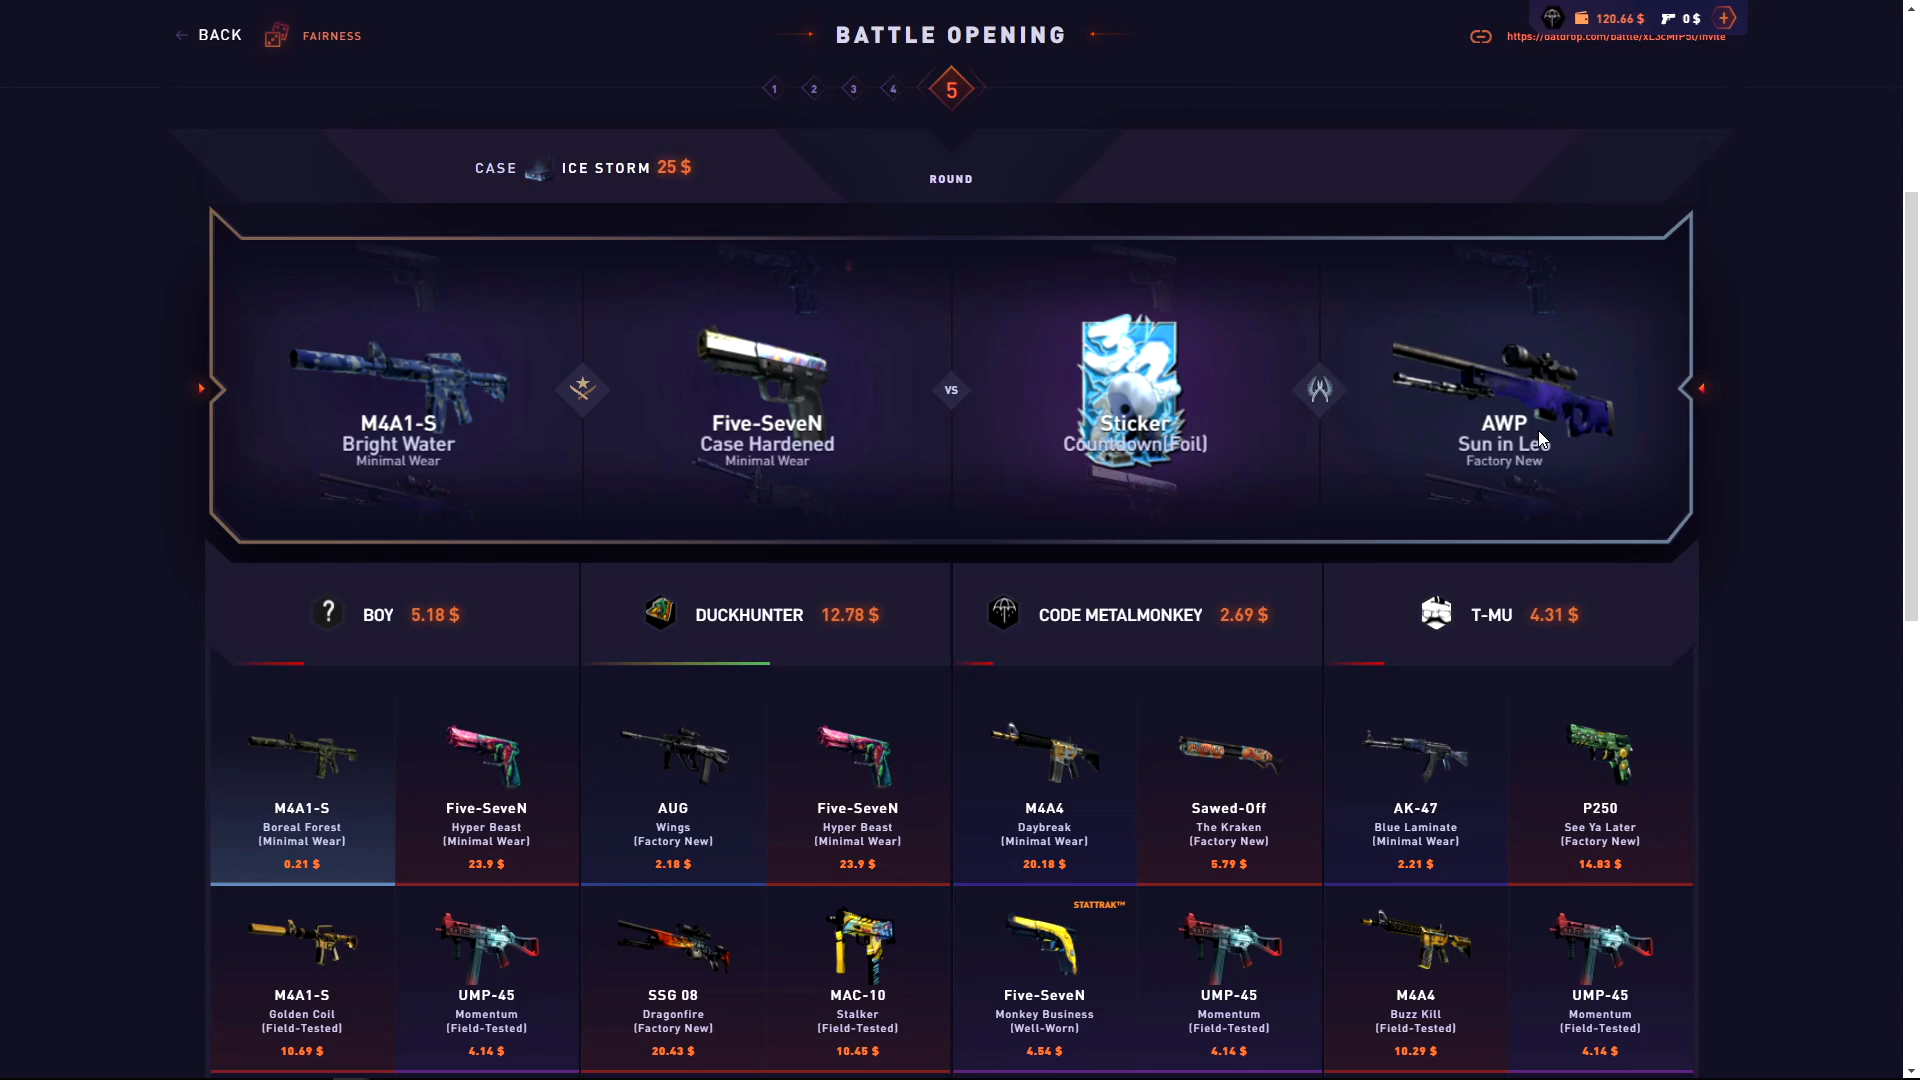 BACK
FAIRNESS
BATTLE OPENING
120.66 $
0 $
1
2
3
4
5
CASE
ICE STORM 25 $
ROUND
M4A1-S
Bright Water
Minimal Wear
Five-SeveN
Case Hardened
Minimal Wear
VS
Sticker
Countdown(Foil)
AWP
Sun in Leo
Factory New
?
BOY 5.18 $
DUCKHUNTER 12.78 $
CODE METALMONKEY 2.69 $
T-MU 4.31 $
M4A1-S
Boreal Forest
(Minimal Wear)
0.21 $
Five-SeveN
Hyper Beast
(Minimal Wear)
23.9 $
AUG
Wings
(Factory New)
2.18 $
Five-SeveN
Hyper Beast
(Minimal Wear)
23.9 $
M4A4
Daybreak
(Minimal Wear)
20.18 $
Sawed-Off
The Kraken
(Factory New)
5.79 $
AK-47
Blue Laminate
(Minimal Wear)
2.21 $
P250
See Ya Later
(Factory New)
14.83 $
M4A1-S
Golden Coil
(Field-Tested)
10.69 $
UMP-45
Momentum
(Field-Tested)
4.14 $
SSG 08
Dragonfire
(Factory New)
20.43 $
MAC-10
Stalker
(Field-Tested)
10.45 $
STATTRAK™
Five-SeveN
Monkey Business
(Well-Worn)
4.54 $
UMP-45
Momentum
(Field-Tested)
4.14 $
M4A4
Buzz Kill
(Field-Tested)
10.29 $
UMP-45
Momentum
(Field-Tested)
4.14 $